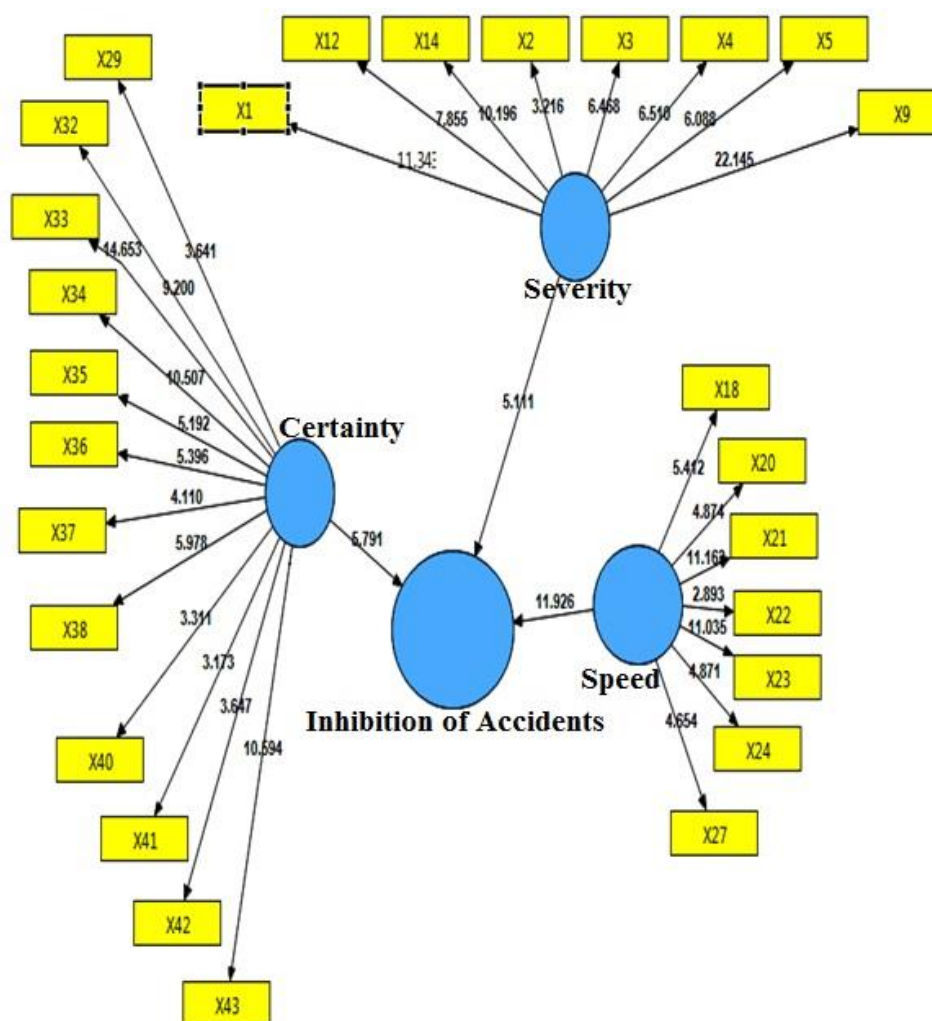 X29
X12
X14
X2
X3
X4
X5
X1
X9
X32
7.855
10.196
3.216
6.468
6.510
6.088
22.145
11.343
X33
14.653
9.200
3.641
X34
Severity
10.507
X35
5.192
Certainty
5.111
X18
X36
5.396
5.412
X20
4.874
X37
4.110
X21
11.163
5.978
5.791
X38
2.893
X22
11.926
11.035
3.311
Speed
X23
4.871
3.173
Inhibition of Accidents
3.647
4.654
X24
10.594
X40
X27
X41
X42
X43